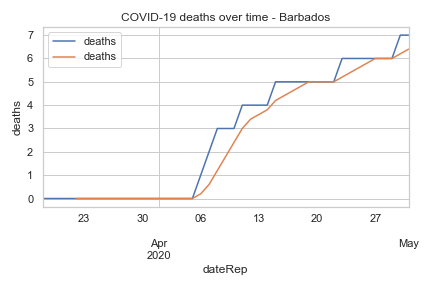 COVID-19 deaths over time - Barbados
deaths
deaths
deaths
7
6
5
4
3
2
1
0
23 30 06 13 20 27
Apr May
2020
dateRep